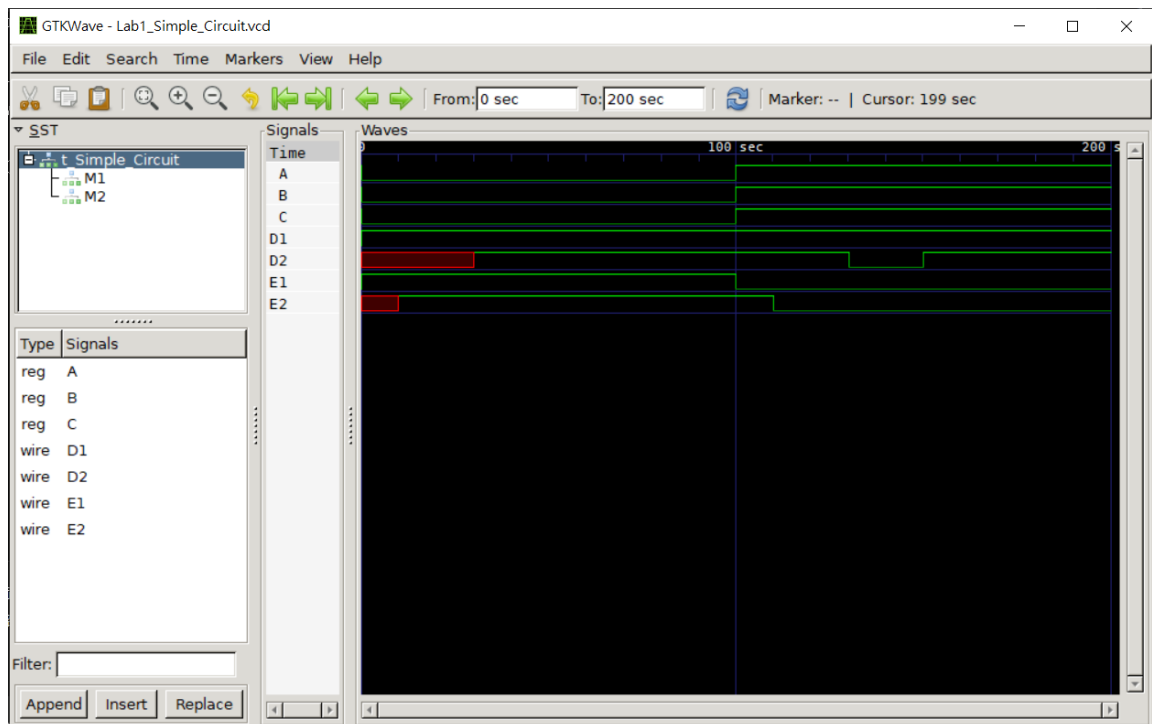 GTKWave - Lab1_Simple_Circuit.vcd
File Edit Search Time Markers View Help
From: 0 sec To: 200 sec Marker: -- | Cursor: 199 sec
SST
t_Simple_Circuit
M1
M2
Type Signals
reg A
reg B
reg C
wire D1
wire D2
wire E1
wire E2
Filter:
Append Insert Replace
Signals
Time
A
B
C
D1
D2
E1
E2
Waves
0 100 sec 200 s